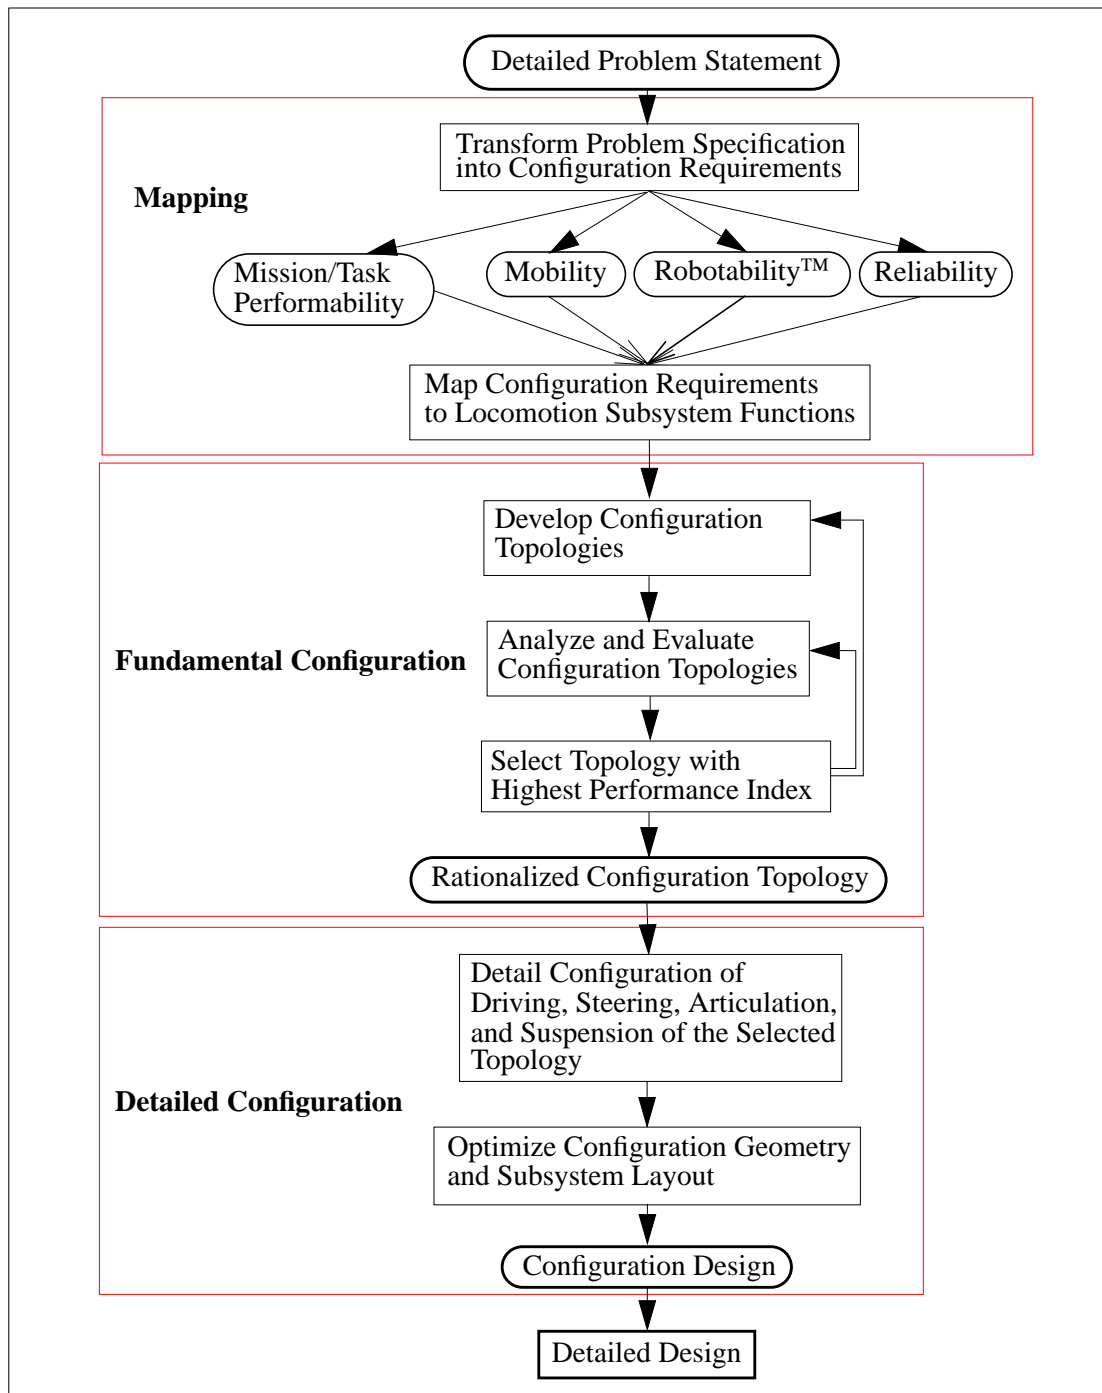 Detailed Problem Statement
Transform Problem Specification
into Configuration Requirements
Mapping
Mission/Task
Performability
Mobility
Robotability™
Reliability
Map Configuration Requirements
to Locomotion Subsystem Functions
Develop Configuration
Topologies
Fundamental Configuration
Analyze and Evaluate
Configuration Topologies
Select Topology with
Highest Performance Index
Rationalized Configuration Topology
Detail Configuration of
Driving, Steering, Articulation,
and Suspension of the Selected
Topology
Detailed Configuration
Optimize Configuration Geometry
and Subsystem Layout
Configuration Design
Detailed Design